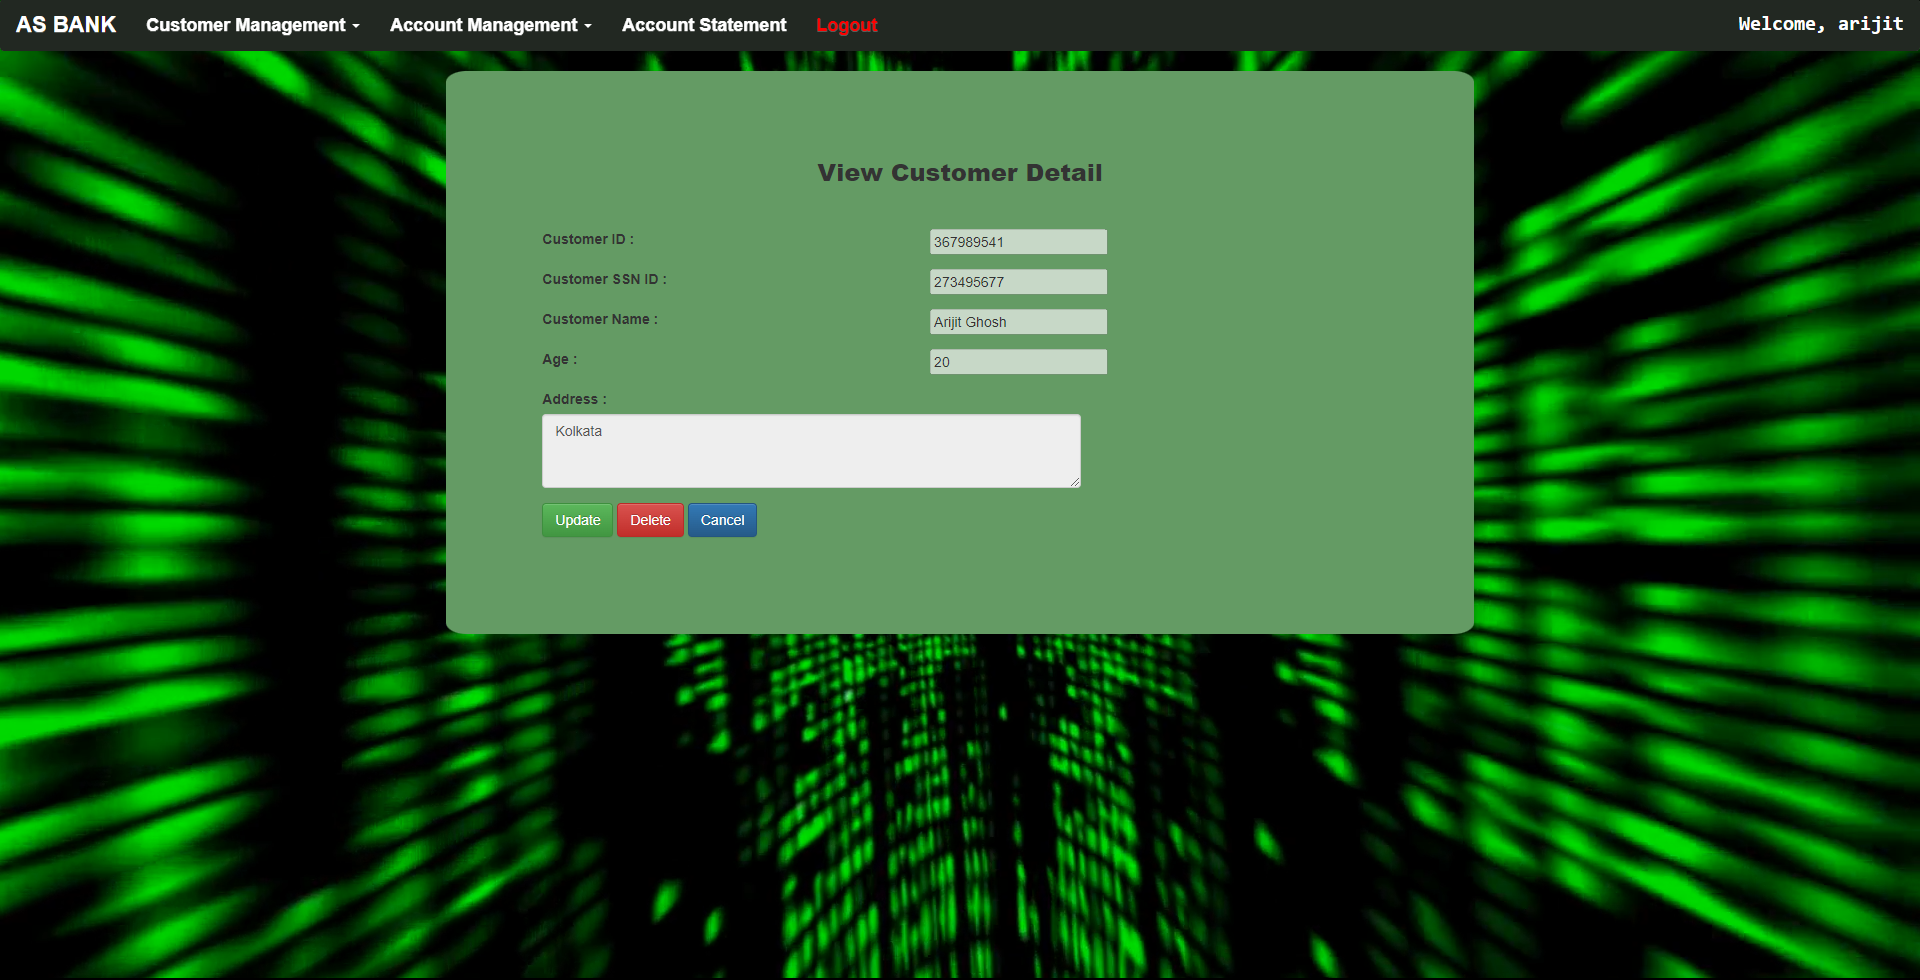 AS BANK Customer Management Account Management Account Statement Logout Welcome, arijit
View Customer Detail
Customer ID : 367989541
Customer SSN ID : 273495677
Customer Name : Arijit Ghosh
Age : 20
Address :
Kolkata
Update Delete Cancel